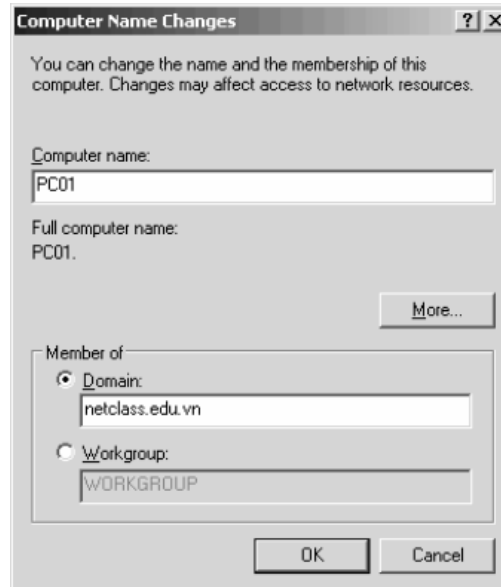 Computer Name Changes
You can change the name and the membership of this
computer. Changes may affect access to network resources.
Computer name:
PC01
Full computer name:
PC01.
More...
Member of
Domain:
netclass.edu.vn
Workgroup:
WORKGROUP
OK
Cancel